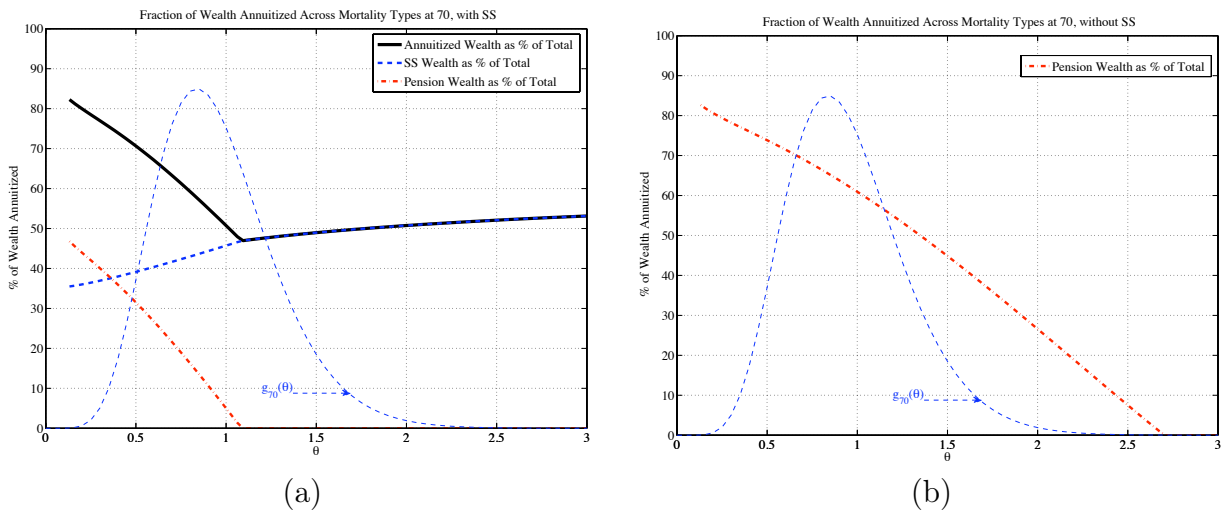 Fraction of Wealth Annuitized Across Mortality Types at 70, with SS
Annuitized Wealth as % of Total
SS Wealth as % of Total
Pension Wealth as % of Total
% of Wealth Annuitized
100
90
80
70
60
50
40
30
20
10
0
g70(θ)
0 0.5 1 1.5 2 2.5 3
θ
(a)
Fraction of Wealth Annuitized Across Mortality Types at 70, without SS
Pension Wealth as % of Total
% of Wealth Annuitized
100
90
80
70
60
50
40
30
20
10
0
g70(θ)
0 0.5 1 1.5 2 2.5 3
θ
(b)